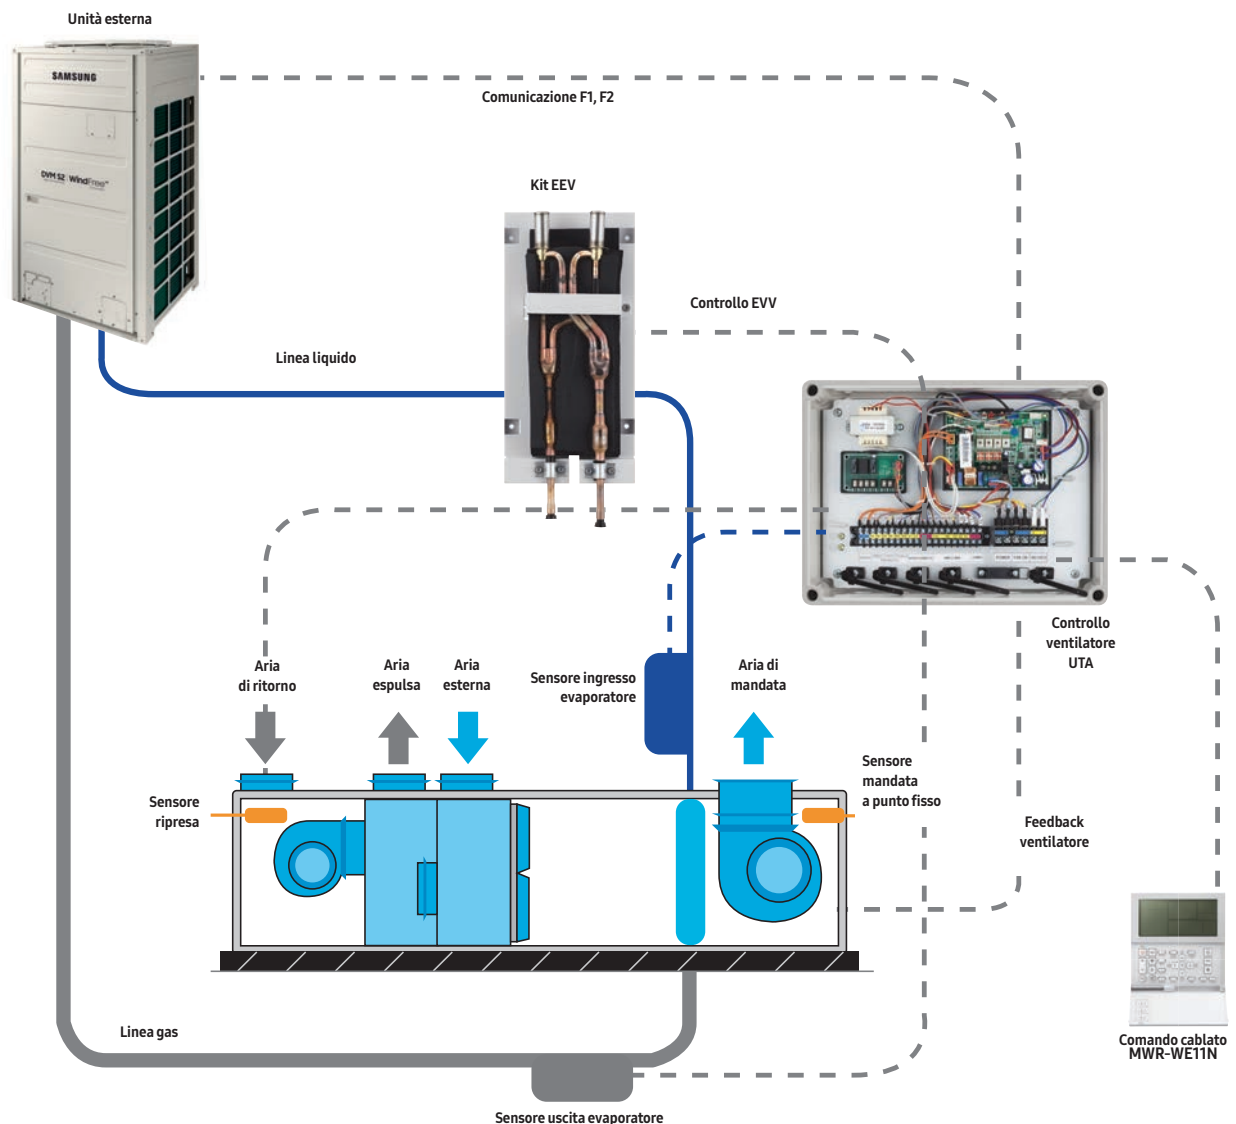 Unità esterna
SAMSUNG
Comunicazione F1, F2
DVM S2 WindFree™
Kit EEV
Controllo EVV
Linea liquido
Controllo
ventilatore
UTA
Aria
di ritorno
Aria
espulsa
Aria
esterna
Sensore ingresso
evaporatore
Aria di
mandata
Sensore
mandata
a punto fisso
Sensore
ripresa
Feedback
ventilatore
Linea gas
Comando cablato
MWR-WE11N
Sensore uscita evaporatore